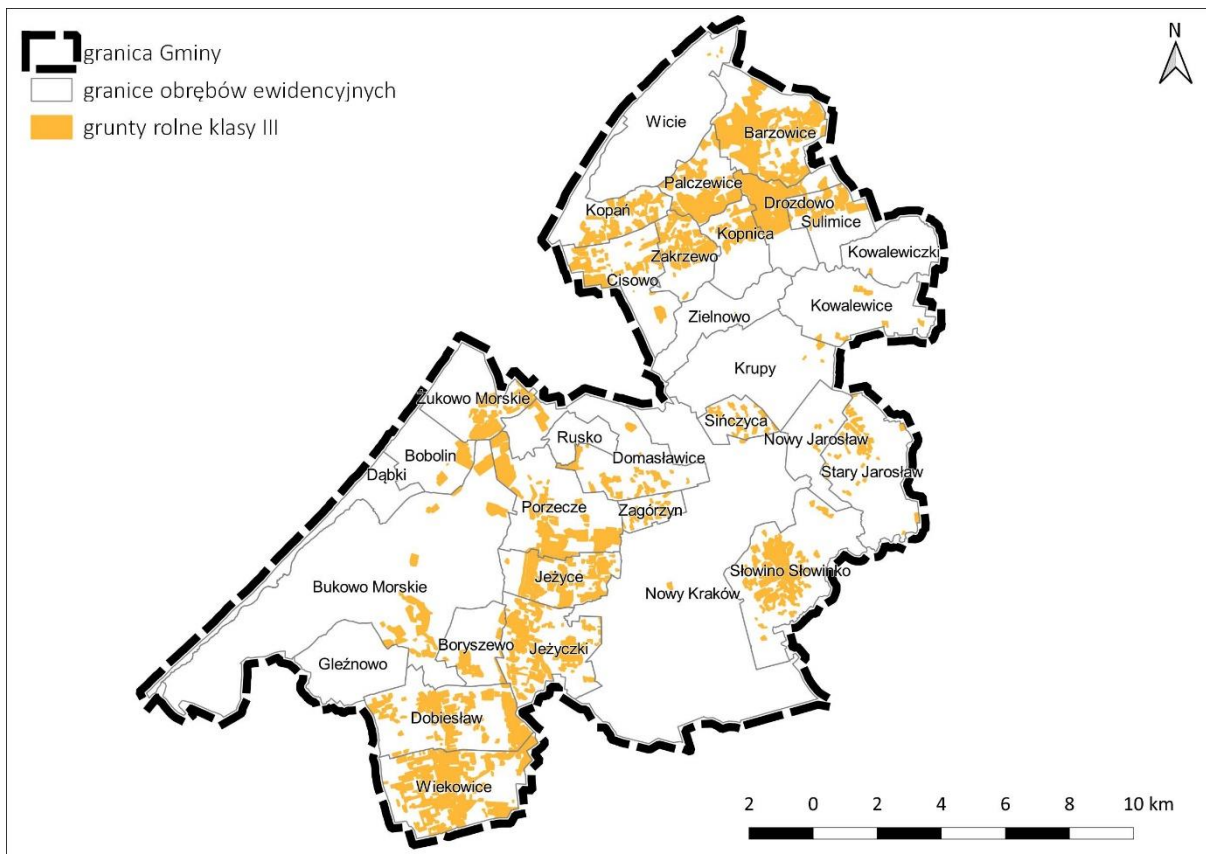 granica Gminy
granice obrębów ewidencyjnych
grunty rolne klasy III
N
Wicie
Barzowice
Palczewice
Drozdowo
Kopań
Sulimice
Kopnica
Zakrzewo
Kowalewiczki
Cisowo
Kowalewice
Zielnowo
Krupy
Żukowo Morskie
Sińczyca
Rusko
Nowy Jarosław
Bobolin
Domasławice
Dąbki
Stary Jarosław
Porzecze
Zagórzyn
Słowino Słowinko
Jeżyce
Bukowo Morskie
Nowy Kraków
Boryszewo
Jeżyczki
Gleźnowo
Dobiesław
Wiekowice
2 0 2 4 6 8 10 km